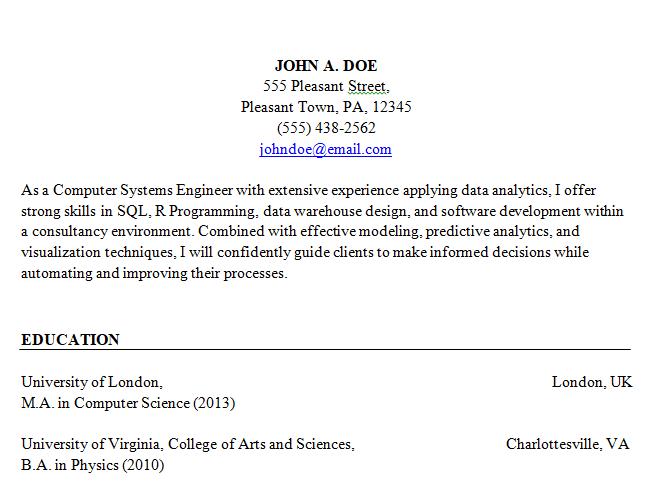 JOHN A. DOE
555 Pleasant Street,
Pleasant Town, PA, 12345
(555) 438-2562
johndoe@email.com
As a Computer Systems Engineer with extensive experience applying data analytics, I offer
strong skills in SQL, R Programming, data warehouse design, and software development within
a consultancy environment. Combined with effective modeling, predictive analytics, and
visualization techniques, I will confidently guide clients to make informed decisions while
automating and improving their processes.
EDUCATION
University of London, London, UK
M.A. in Computer Science (2013)
University of Virginia, College of Arts and Sciences, Charlottesville, VA
B.A. in Physics (2010)